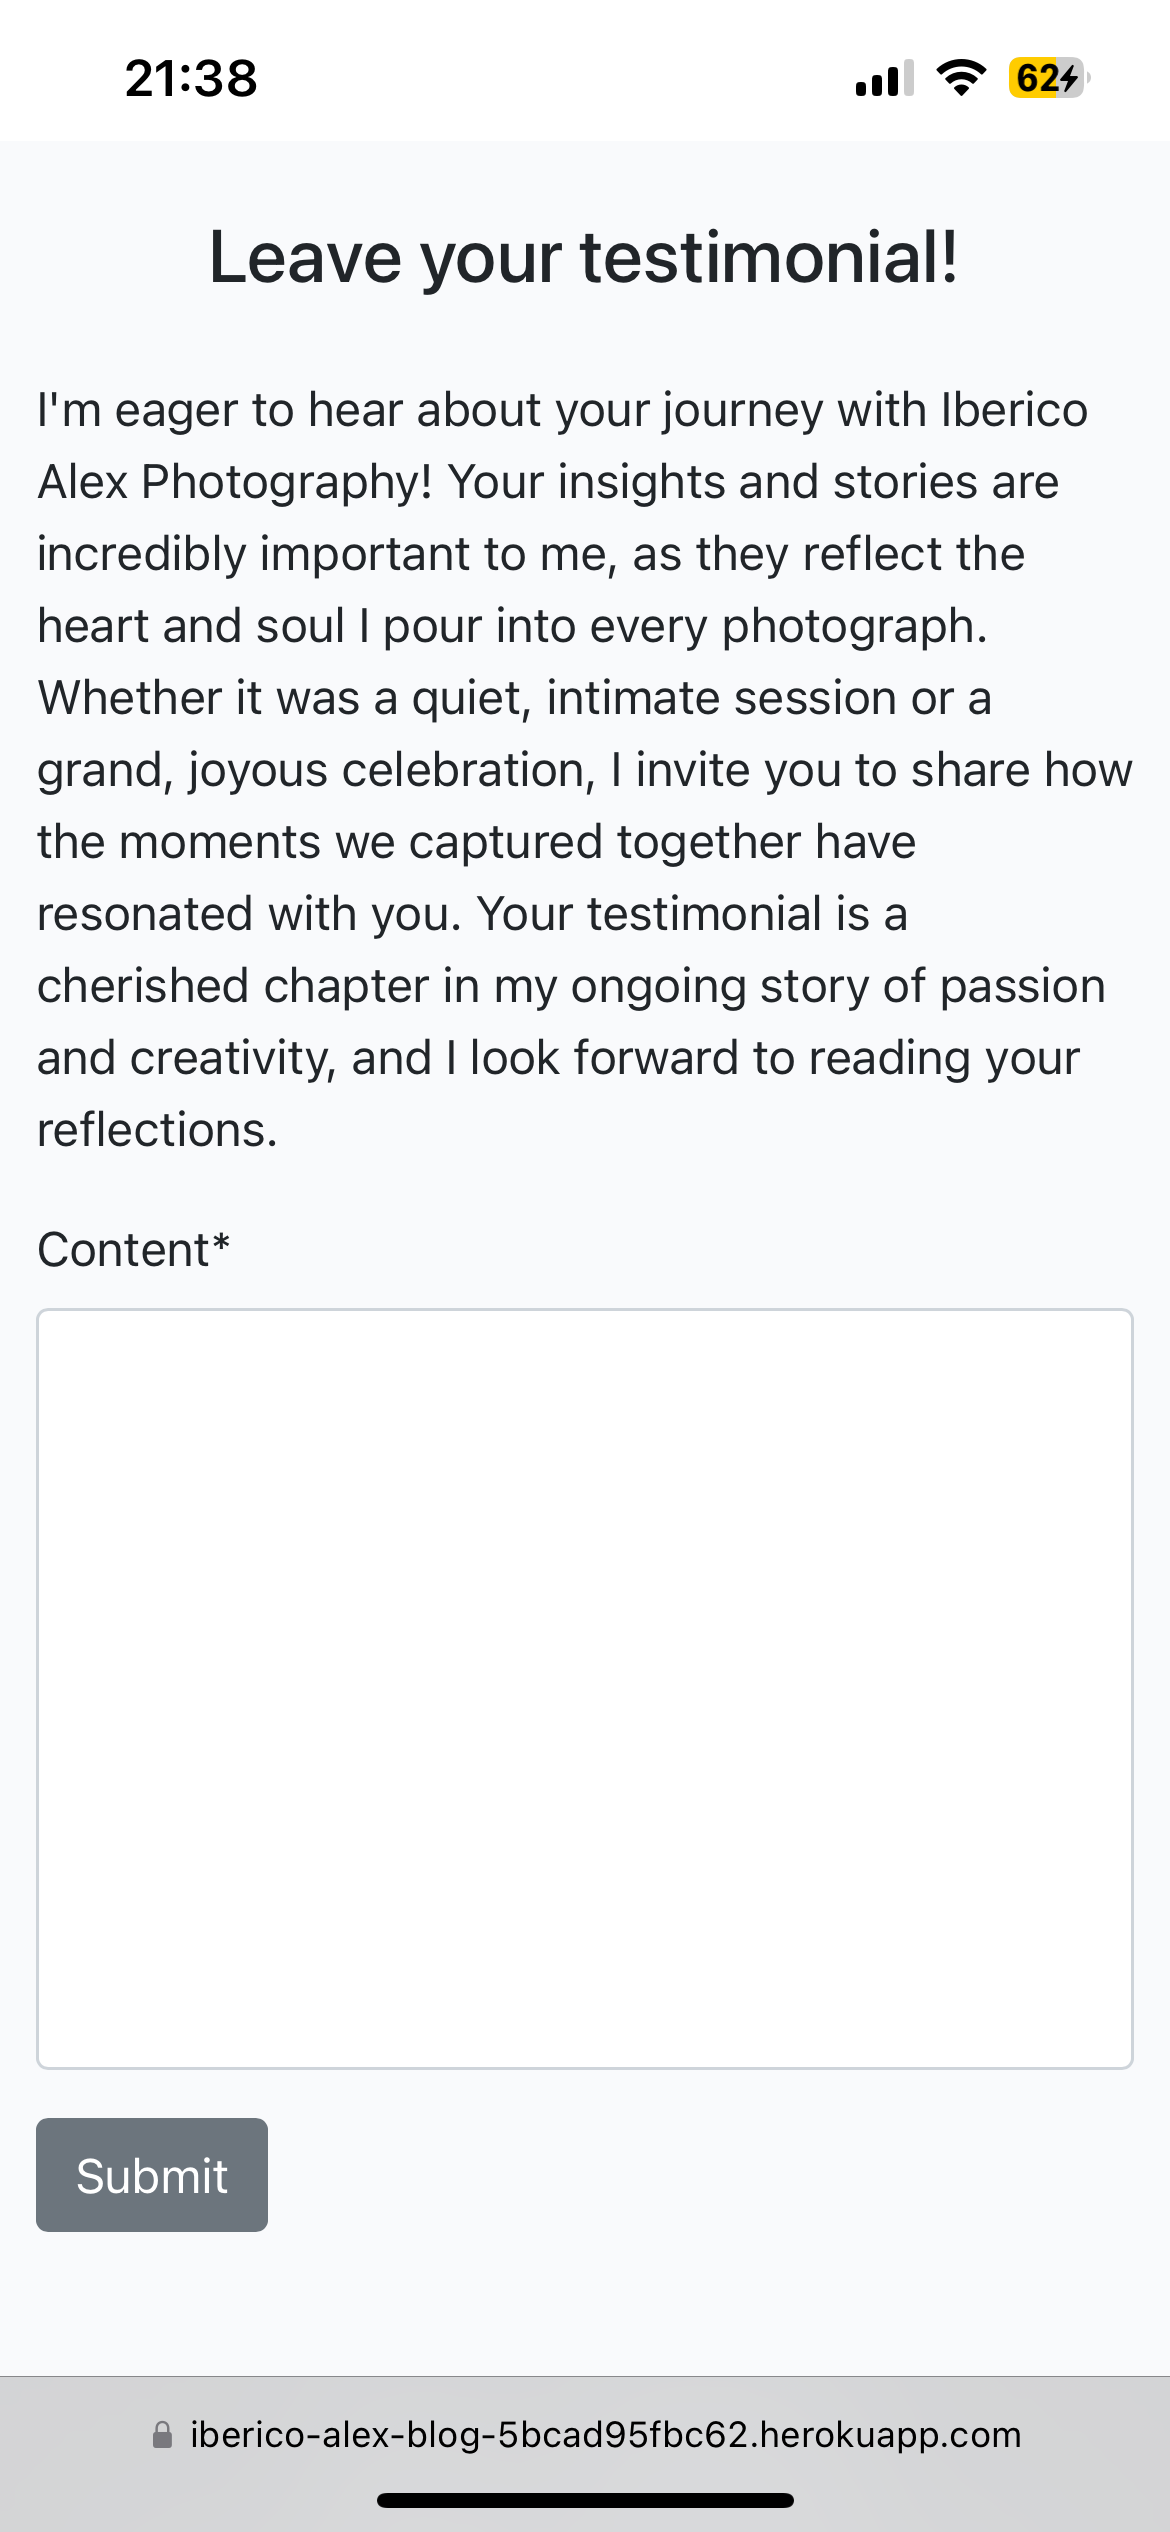 21:38
62
Leave your testimonial!
I'm eager to hear about your journey with Iberico
Alex Photography! Your insights and stories are
incredibly important to me, as they reflect the
heart and soul I pour into every photograph.
Whether it was a quiet, intimate session or a
grand, joyous celebration, I invite you to share how
the moments we captured together have
resonated with you. Your testimonial is a
cherished chapter in my ongoing story of passion
and creativity, and I look forward to reading your
reflections.
Content*
Submit
iberico-alex-blog-5bcad95fbc62.herokuapp.com